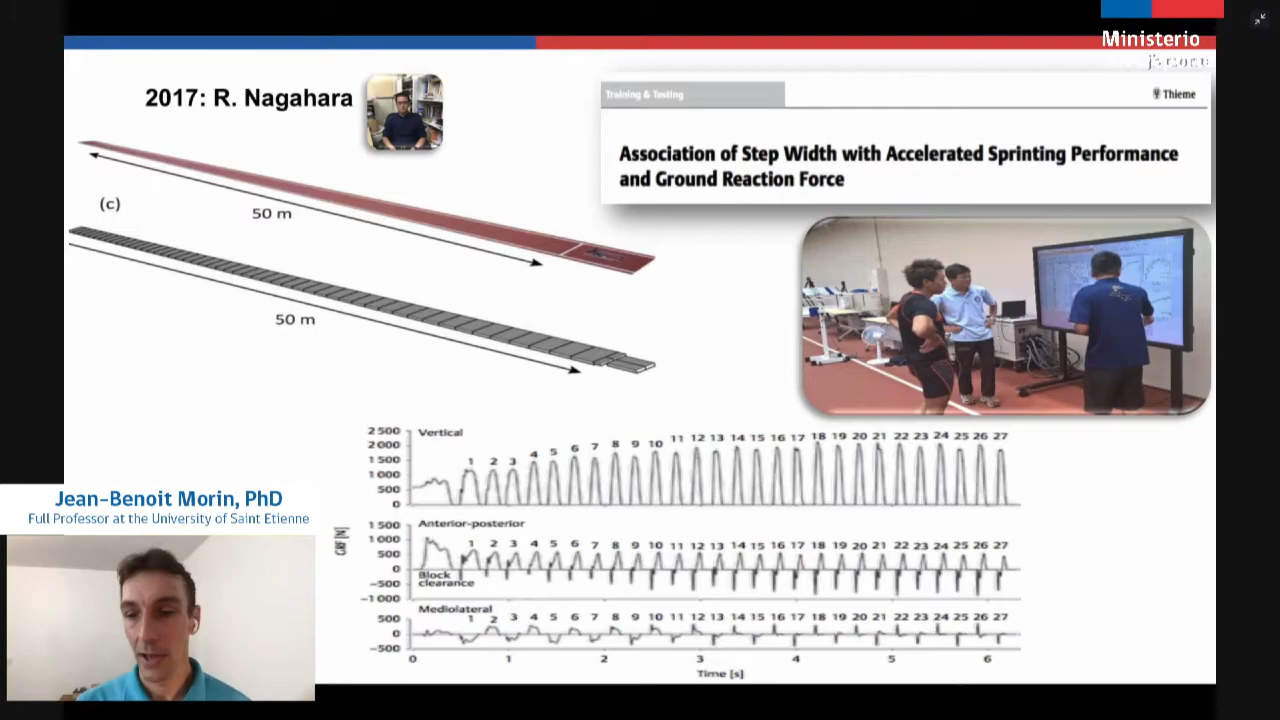 Ministerio
2017: R. Nagahara
Training & Testing
Thieme
Association of Step Width with Accelerated Sprinting Performance
and Ground Reaction Force
(c)
50 m
50 m
Jean-Benoit Morin, PhD
Full Professor at the University of Saint Etienne
GRF [N]
2 500
2 000
1 500
1 000
500
0
Vertical
1 2 3 4 5 6 7 8 9 10 11 12 13 14 15 16 17 18 19 20 21 22 23 24 25 26 27
1 500
1 000
500
0
−500
−1 000
Anterior-posterior
1 2 3 4 5 6 7 8 9 10 11 12 13 14 15 16 17 18 19 20 21 22 23 24 25 26 27
Block
clearance
Mediolateral
500
0
−500
1 2 3 4 5 6 7 8 9 10 11 12 13 14 15 16 17 18 19 20 21 22 23 24 25 26 27
0 1 2 3 4 5 6
Time [s]